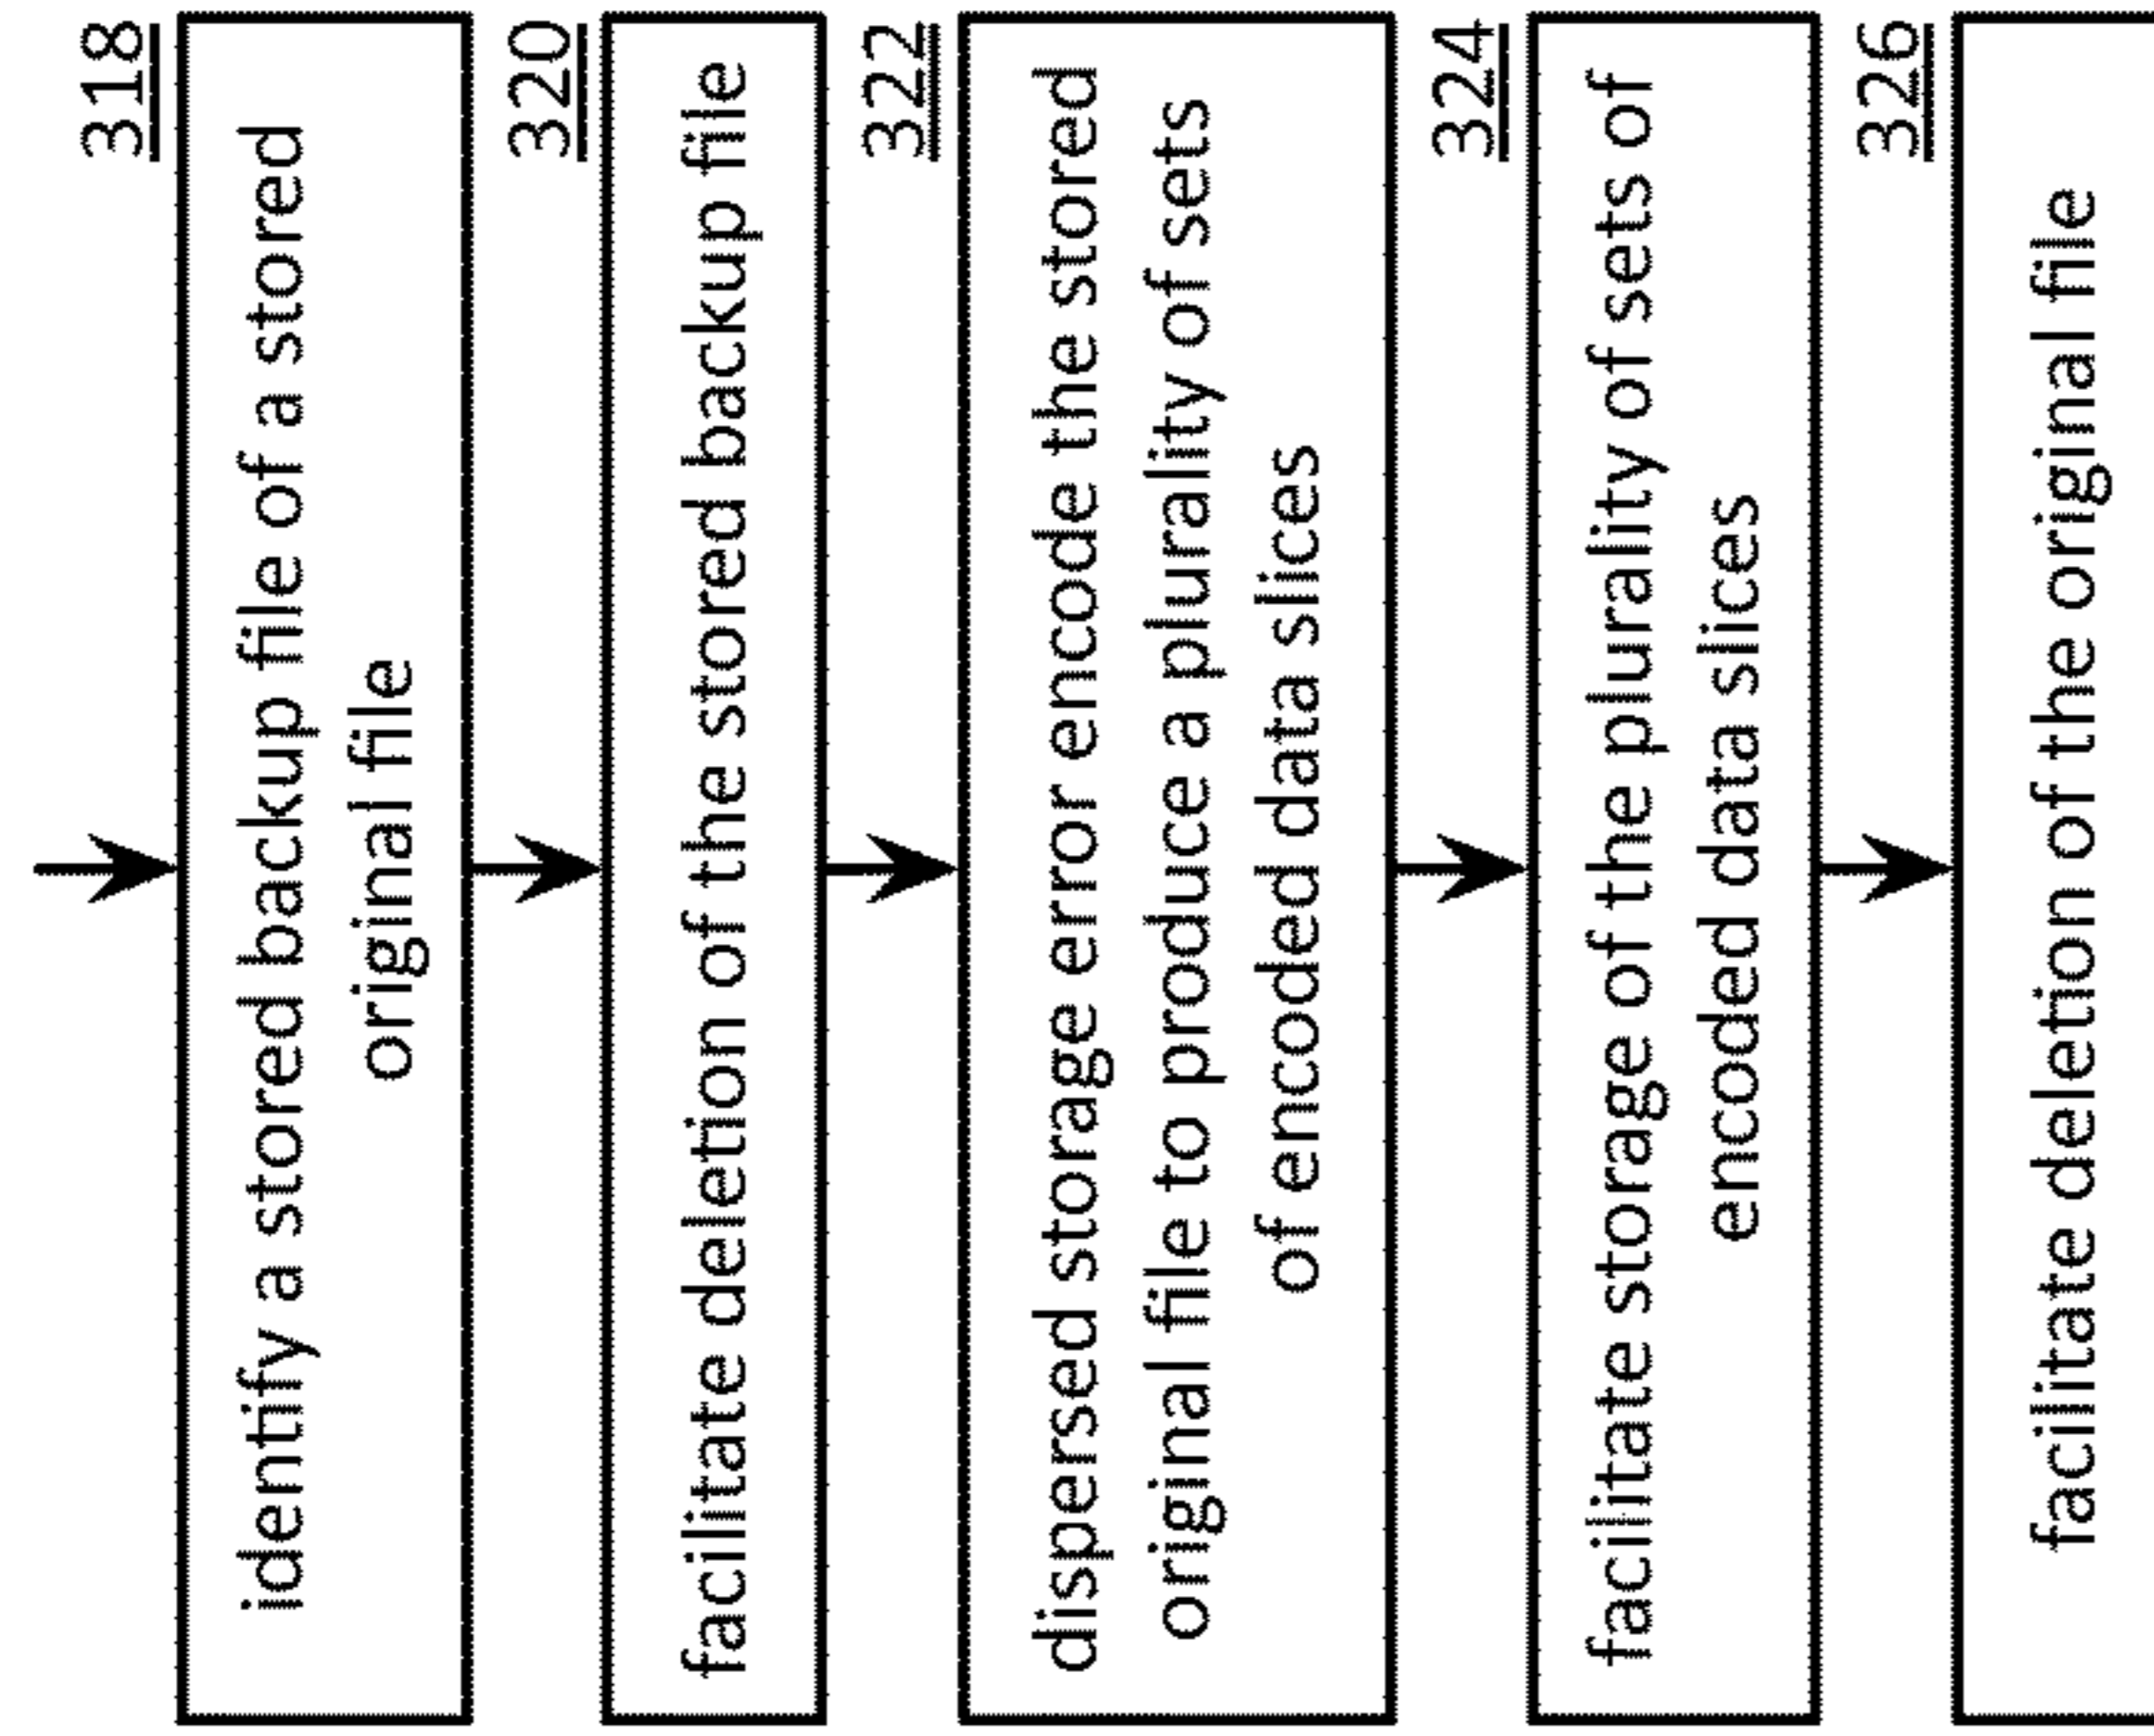 318
identify a stored backup file of a stored
original file
320
facilitate deletion of the stored backup file
322
dispersed storage error encode the stored
original file to produce a plurality of sets
of encoded data slices
324
facilitate storage of the plurality of sets of
encoded data slices
326
facilitate deletion of the original file